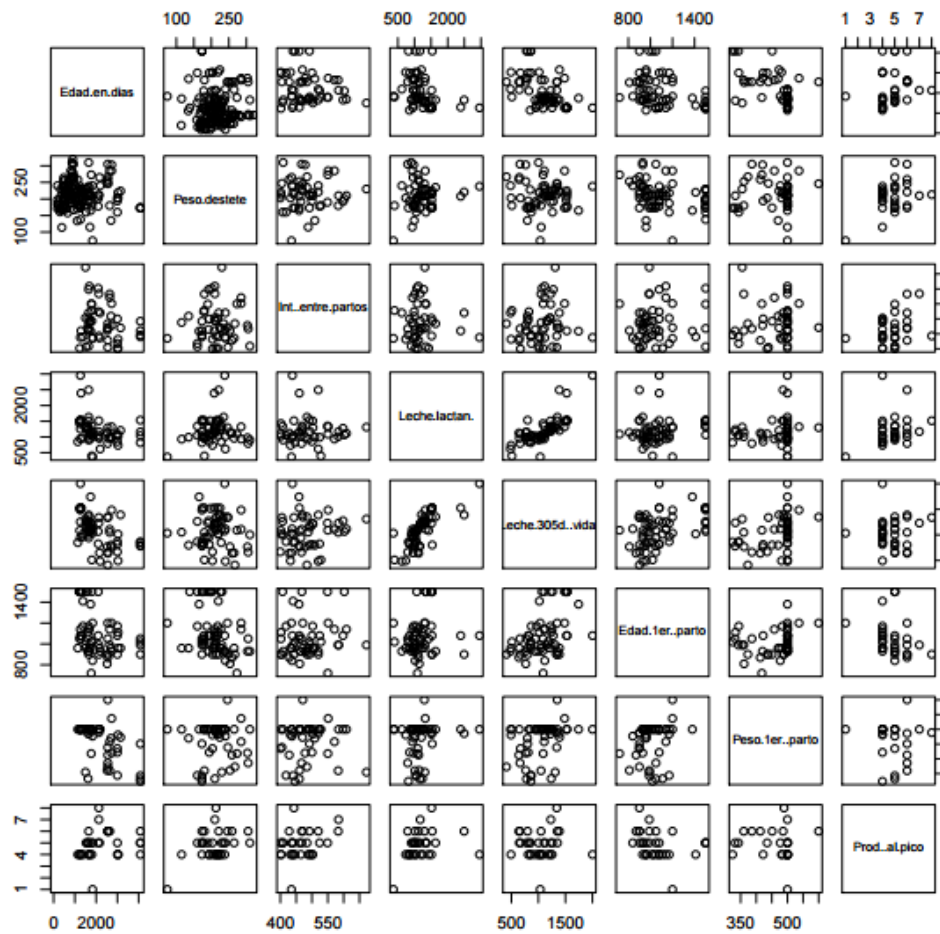 100 250 500 2000 800 1400 1 3 5 7
Edad.en.dias
Peso.destete
100 250
Int..entre.partos
Leche.lactan.
500 2000
Leche.305d..vida
Edad.1er..parto
800 1400
Peso.1er..parto
Prod..al.pico
1 4 7
0 2000 400 550 500 1500 350 500